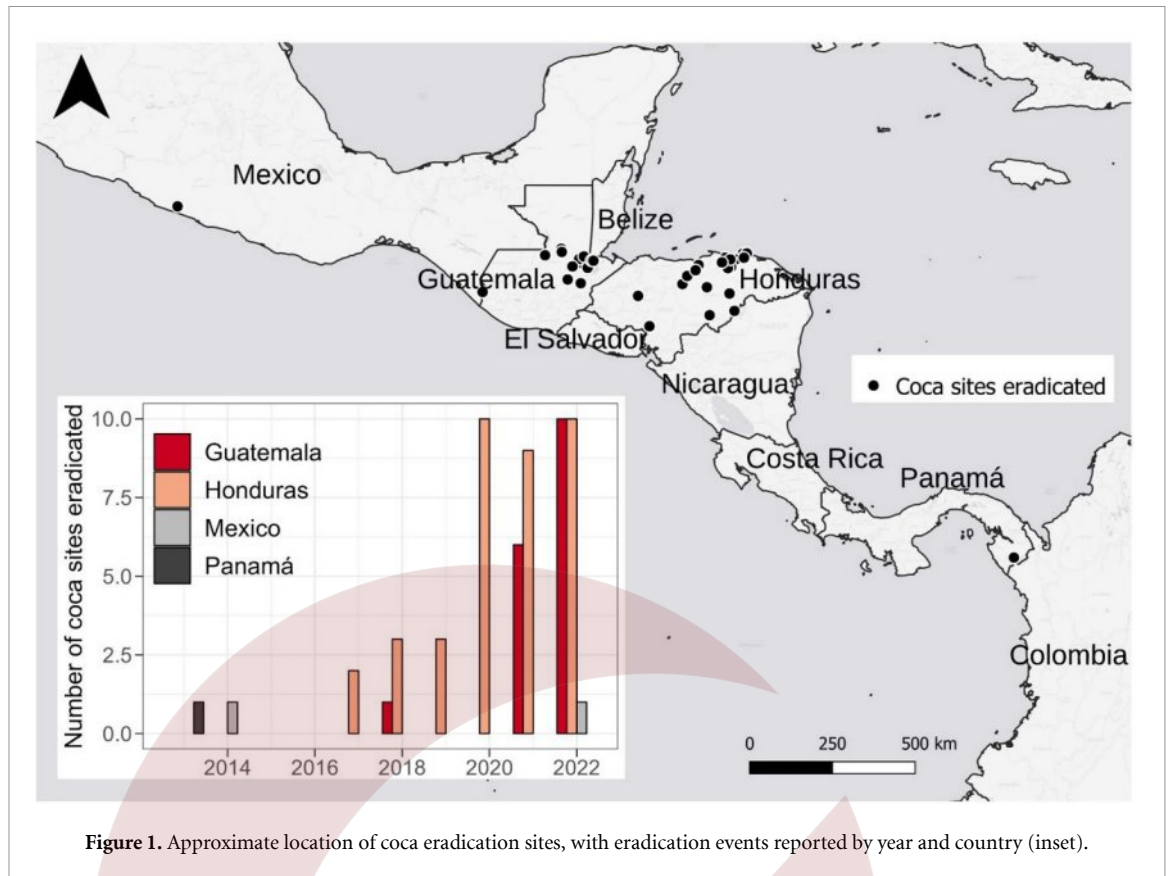 Mexico
Belize
Guatemala
Honduras
El Salvador
Nicaragua
Coca sites eradicated
Costa Rica
Panamá
Colombia
0 250 500 km
Number of coca sites eradicated
10.0
7.5
5.0
2.5
0.0
Guatemala
Honduras
Mexico
Panamá
2014 2016 2018 2020 2022
Figure 1. Approximate location of coca eradication sites, with eradication events reported by year and country (inset).